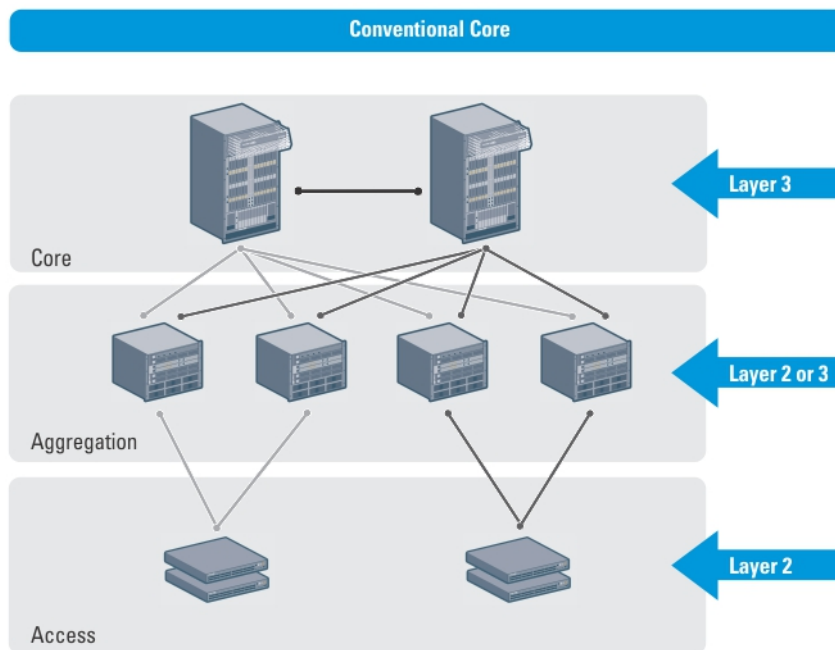 Conventional Core
Layer 3
Core
Layer 2 or 3
Aggregation
Layer 2
Access